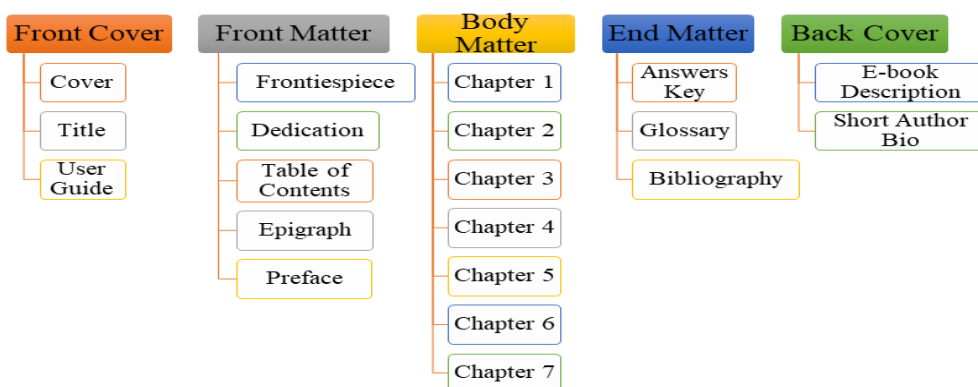 Front Cover
Cover
Title
User
Guide
Front Matter
Frontiespiece
Dedication
Table of
Contents
Epigraph
Preface
Body
Matter
Chapter 1
Chapter 2
Chapter 3
Chapter 4
Chapter 5
Chapter 6
Chapter 7
End Matter
Answers
Key
Glossary
Bibliography
Back Cover
E-book
Description
Short Author
Bio